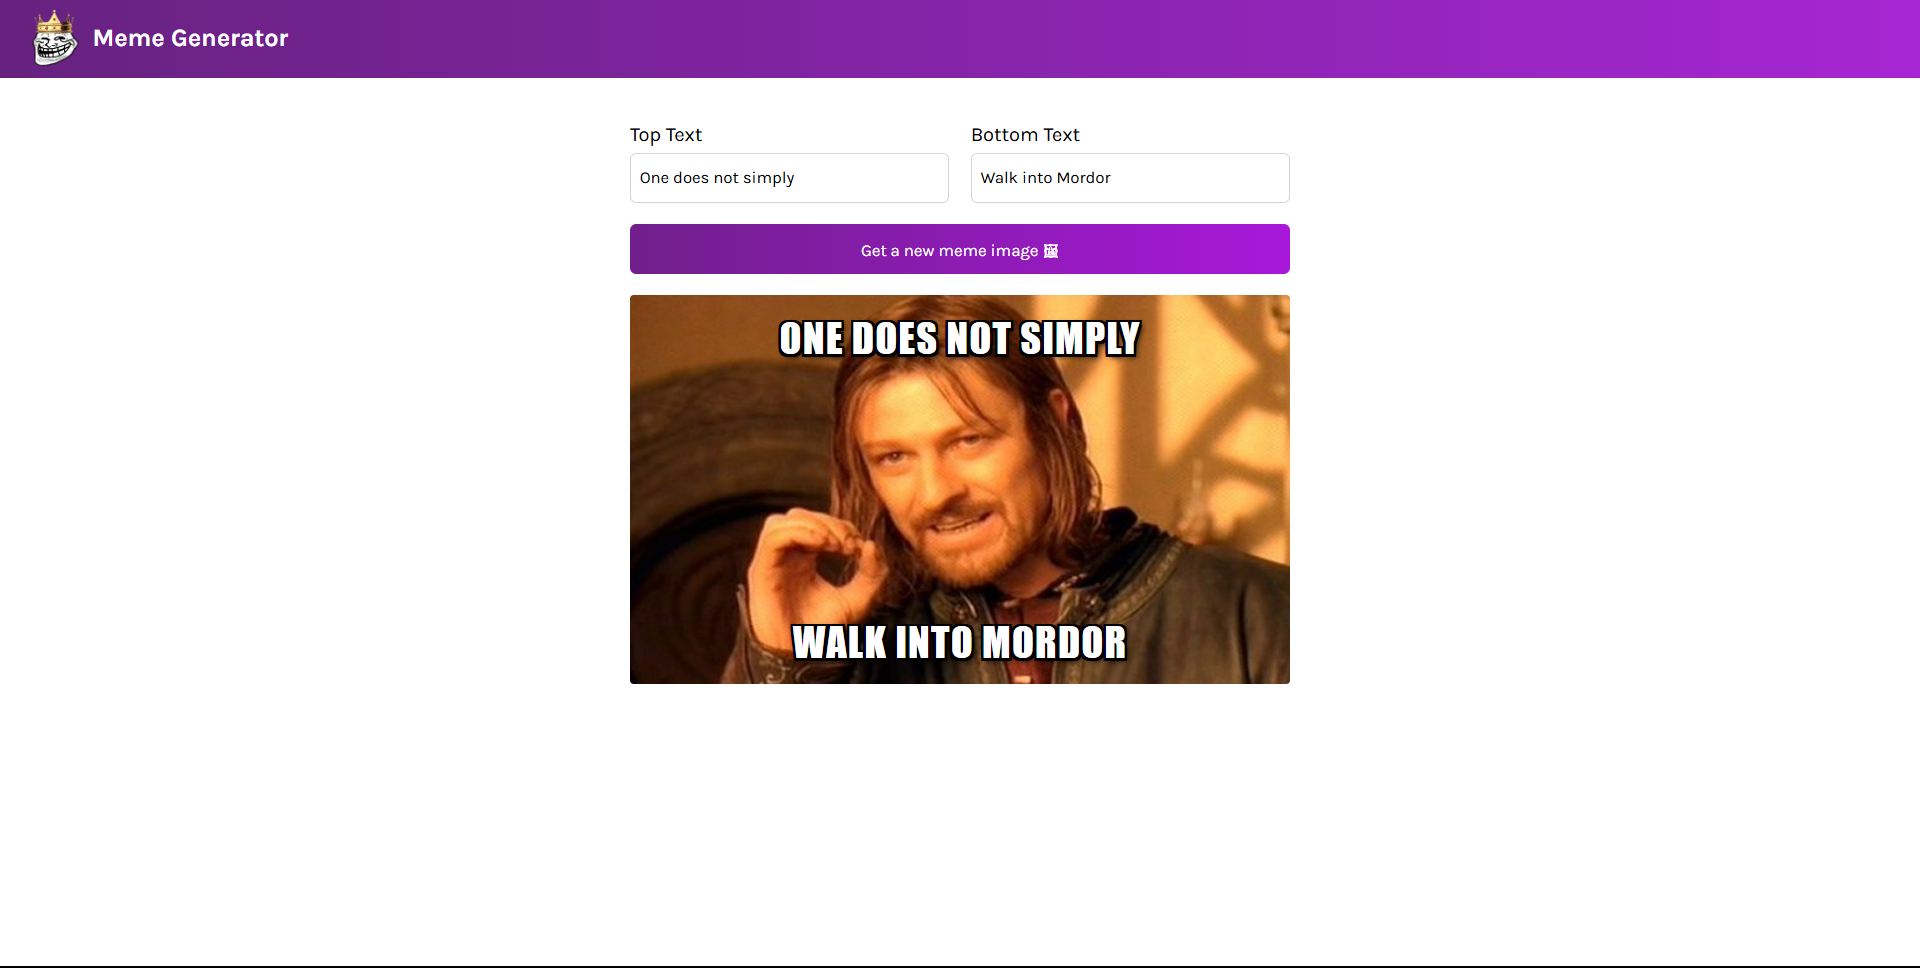 Meme Generator
Top Text
Bottom Text
One does not simply
Walk into Mordor
Get a new meme image 🖼
ONE DOES NOT SIMPLY
WALK INTO MORDOR